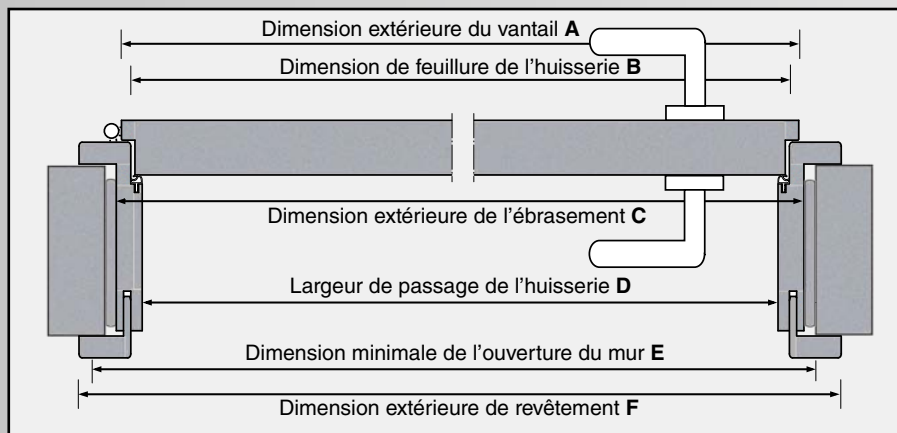 Dimension extérieure du vantail A
Dimension de feuillure de l'huisserie B
Dimension extérieure de l'ébrasement C
Largeur de passage de l'huisserie D
Dimension minimale de l'ouverture du mur E
Dimension extérieure de revêtement F